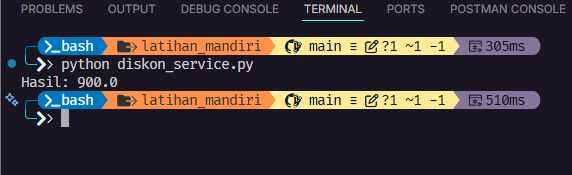 PROBLEMS OUTPUT DEBUG CONSOLE TERMINAL PORTS POSTMAN CONSOLE
>_bash latihan_mandiri main ≡ ?1 ~1 -1 305ms
❯❯ python diskon_service.py
Hasil: 900.0
>_bash latihan_mandiri main ≡ ?1 ~1 -1 510ms
❯❯